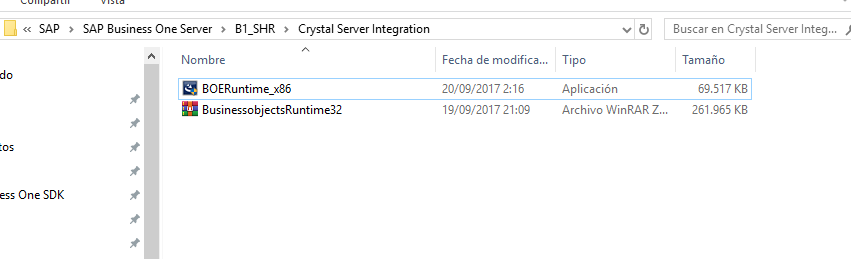 Compartir Vista
« SAP > SAP Business One Server > B1_SHR > Crystal Server Integration
Buscar en Crystal Server Integ...
Nombre Fecha de modifica... Tipo Tamaño
BOERuntime_x86 20/09/2017 2:16 Aplicación 69.517 KB
BusinessobjectsRuntime32 19/09/2017 21:09 Archivo WinRAR Z... 261.965 KB
do
tos
ess One SDK